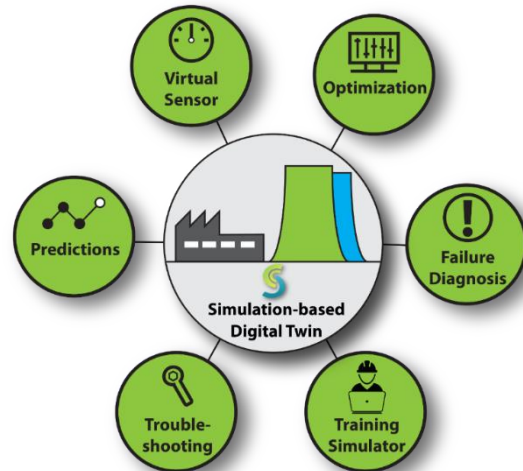 Virtual
Sensor
Optimization
Predictions
Failure
Diagnosis
Simulation-based
Digital Twin
Trouble-
shooting
Training
Simulator